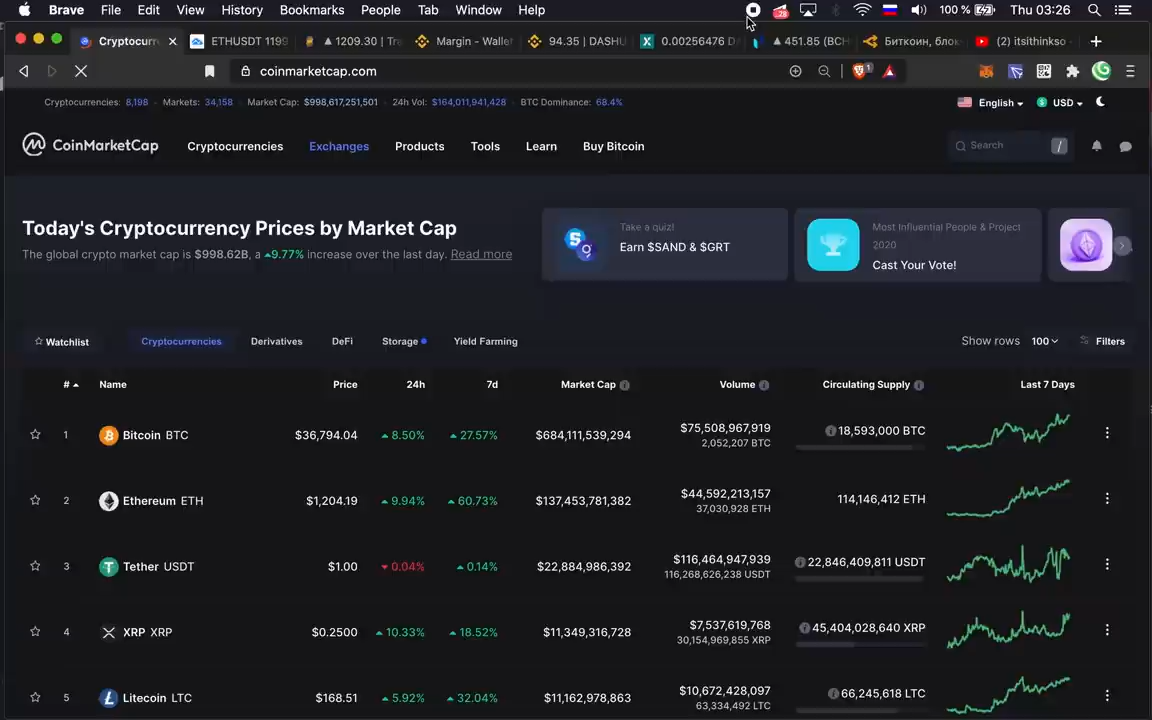 Brave File Edit View History Bookmarks People Tab Window Help 28 100 % Thu 03:26
Cryptocurr ETHUSDT 1199 1209.30 | Tr Margin - Walle 94.35 | DASHU 0.00256476 D 451.85 (BCH Биткоин, блок (2) itsithinkso
coinmarketcap.com 1
Cryptocurrencies: 8,198 Markets: 34,158 Market Cap: $998,617,251,501 24h Vol: $164,011,941,428 BTC Dominance: 68.4% English USD
CoinMarketCap Cryptocurrencies Exchanges Products Tools Learn Buy Bitcoin Search /
Today's Cryptocurrency Prices by Market Cap
The global crypto market cap is $998.62B, a 9.77% increase over the last day. Read more
Take a quiz!
Earn $SAND & $GRT
Most Influential People & Project
2020
Cast Your Vote!
Watchlist Cryptocurrencies Derivatives DeFi Storage Yield Farming Show rows 100 Filters
# Name Price 24h 7d Market Cap Volume Circulating Supply Last 7 Days
1 Bitcoin BTC $36,794.04 8.50% 27.57% $684,111,539,294 $75,508,967,919 18,593,000 BTC
2,052,207 BTC
2 Ethereum ETH $1,204.19 9.94% 60.73% $137,453,781,382 $44,592,213,157 114,146,412 ETH
37,030,928 ETH
3 Tether USDT $1.00 0.04% 0.14% $22,884,986,392 $116,464,947,939 22,846,409,811 USDT
116,268,626,238 USDT
4 XRP XRP $0.2500 10.33% 18.52% $11,349,316,728 $7,537,619,768 45,404,028,640 XRP
30,154,969,855 XRP
5 Litecoin LTC $168.51 5.92% 32.04% $11,162,978,863 $10,672,428,097 66,245,618 LTC
63,334,492 LTC